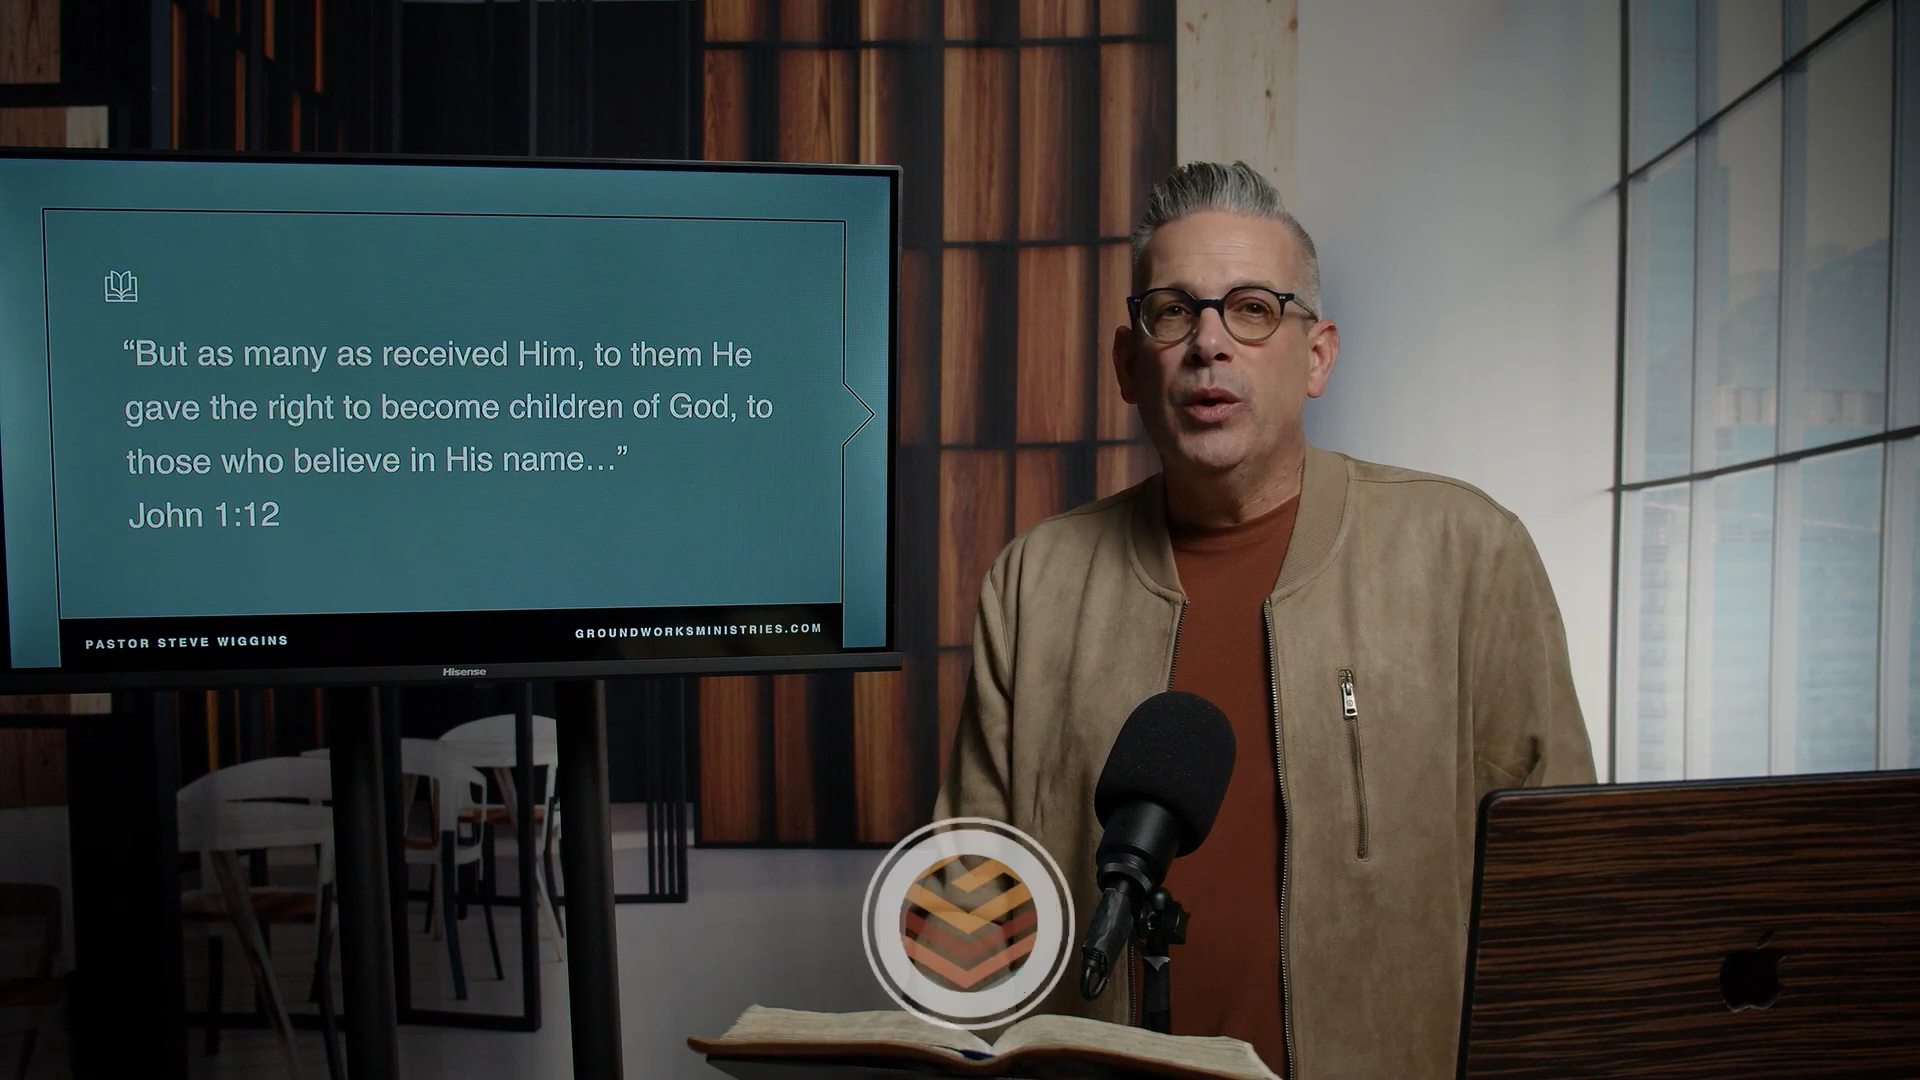 “But as many as received Him, to them He
gave the right to become children of God, to
those who believe in His name…”
John 1:12
PASTOR STEVE WIGGINS
GROUNDWORKSMINISTRIES.COM
Hisense